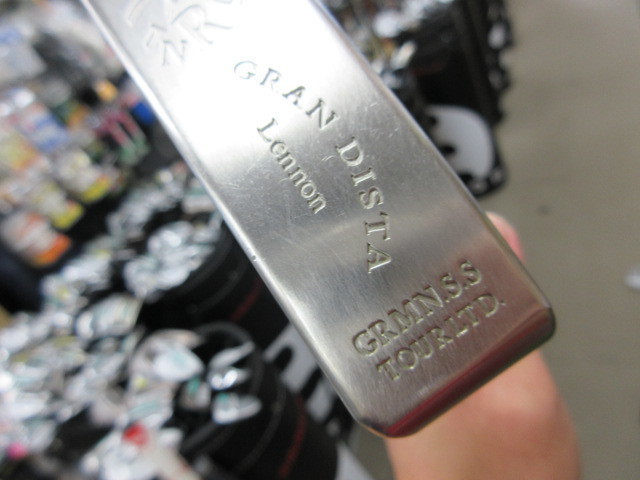 GRAN DISTA
Lennon
GRMN.S.S
TOUR LTD.